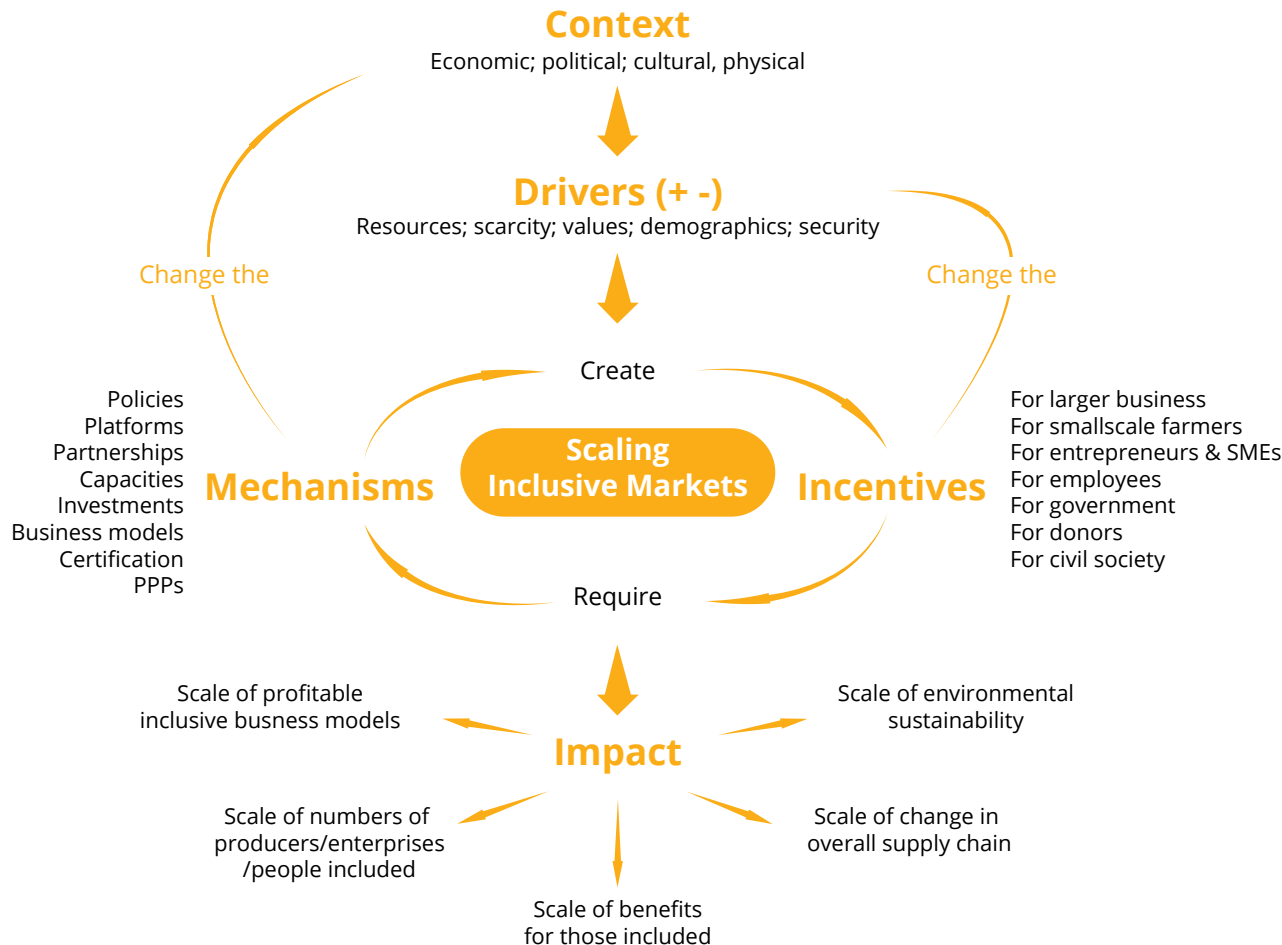 Context
Economic; political; cultural, physical
Drivers (+ -)
Resources; scarcity; values; demographics; security
Change the
Change the
Create
Policies
Platforms
Partnerships
Capacities
Investments
Business models
Certification
PPPs
Mechanisms
Scaling
Inclusive Markets
Incentives
For larger business
For smallscale farmers
For entrepreneurs & SMEs
For employees
For government
For donors
For civil society
Require
Scale of profitable
inclusive business models
Scale of environmental
sustainability
Impact
Scale of numbers of
producers/enterprises
/people included
Scale of change in
overall supply chain
Scale of benefits
for those included